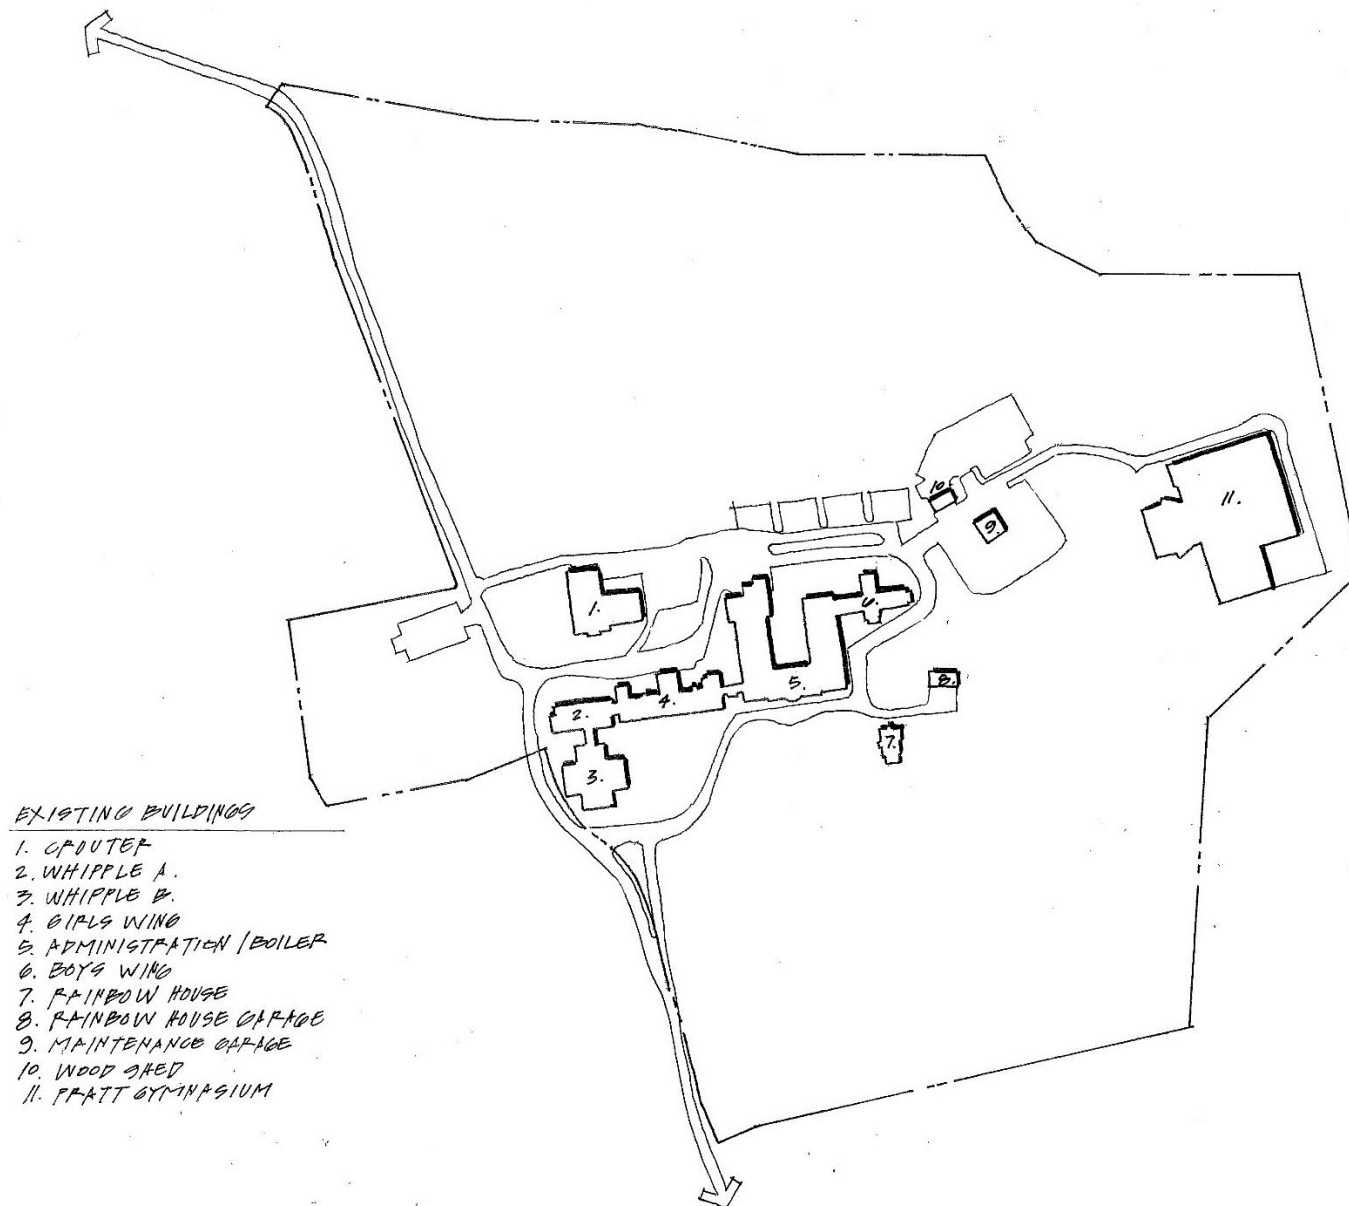 10
11.
9.
1.
6.
5.
8.
4.
2.
7.
3.
EXISTING BUILDINGS
1. CROUTER
2. WHIPPLE A.
3. WHIPPLE B.
4. GIRLS WING
5. ADMINISTRATION / BOILER
6. BOYS WING
7. RAINBOW HOUSE
8. RAINBOW HOUSE GARAGE
9. MAINTENANCE GARAGE
10. WOOD SHED
11. PRATT GYMNASIUM